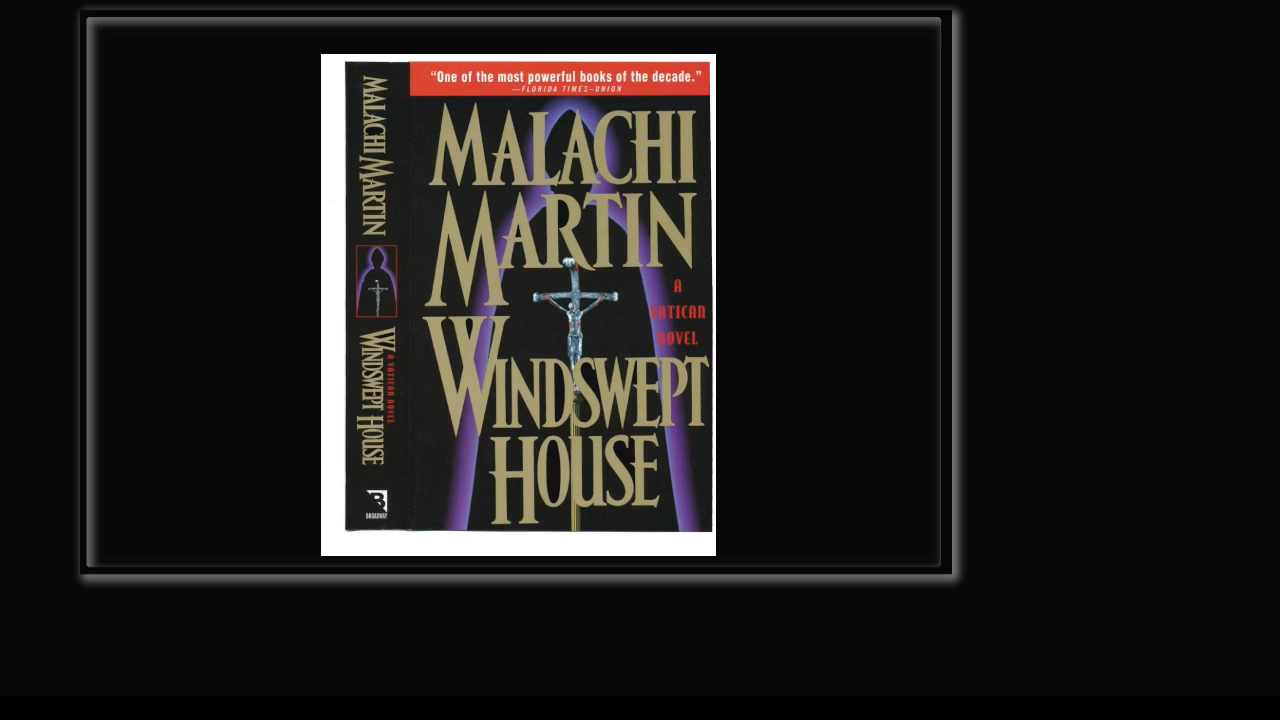 “One of the most powerful books of the decade.”
—FLORIDA TIMES–UNION
MALACHI
MARTIN
A
VATICAN
NOVEL
WINDSWEPT
HOUSE
MALACHI MARTIN
A VATICAN NOVEL
WINDSWEPT HOUSE
B
BROADWAY